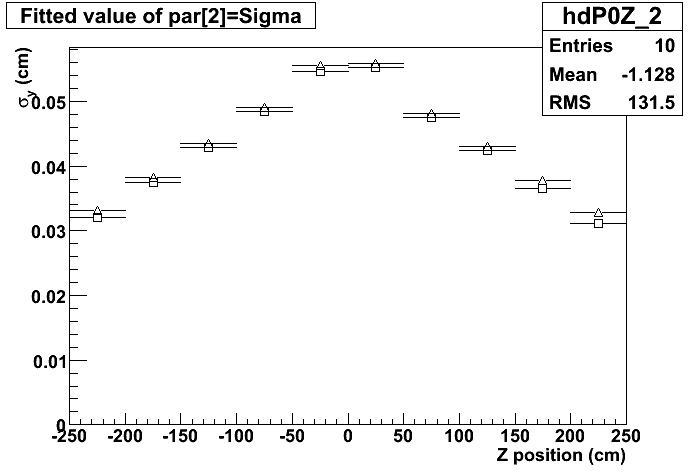 Fitted value of par[2]=Sigma
hdP0Z_2
Entries 10
Mean -1.128
RMS 131.5
σy (cm)
0.05
0.04
0.03
0.02
0.01
0
-250 -200 -150 -100 -50 0 50 100 150 200 250
Z position (cm)